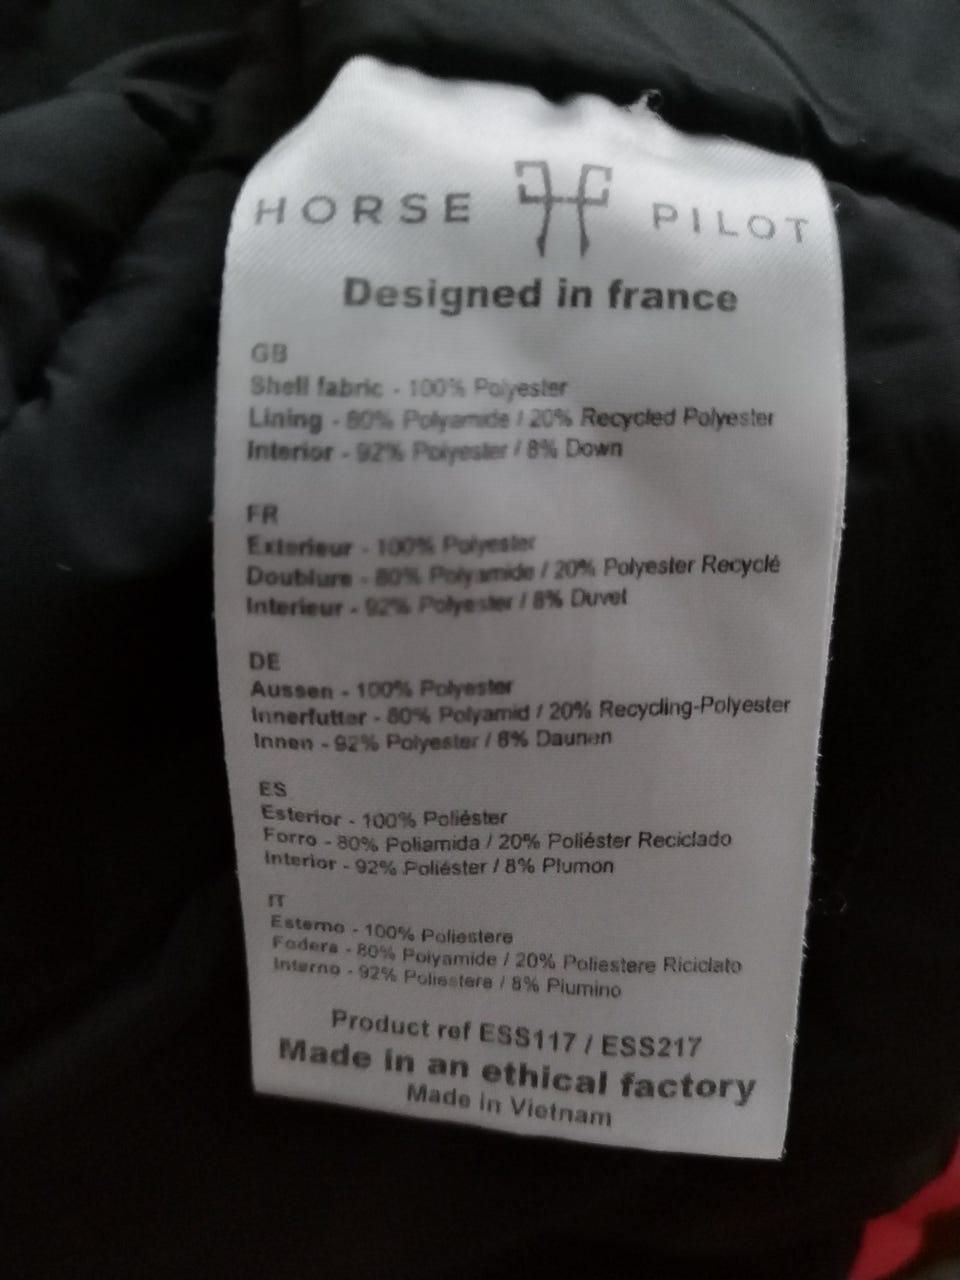 HORSE PILOT
Designed in france
GB
Shell fabric - 100% Polyester
Lining - 80% Polyamide / 20% Recycled Polyester
Interior - 92% Polyester / 8% Down
FR
Exterieur - 100% Polyester
Doublure - 80% Polyamide / 20% Polyester Recyclé
Interieur - 92% Polyester / 8% Duvet
DE
Aussen - 100% Polyester
Innerfutter - 80% Polyamid / 20% Recycling-Polyester
Innen - 92% Polyester / 8% Daunen
ES
Esterior - 100% Poliéster
Forro - 80% Poliamida / 20% Poliéster Reciclado
Interior - 92% Poliéster / 8% Plumon
IT
Esterno - 100% Poliestere
Fodera - 80% Polyamide / 20% Poliestere Riciclato
Interno - 92% Poliestere / 8% Piumino
Product ref ESS117 / ESS217
Made in an ethical factory
Made in Vietnam